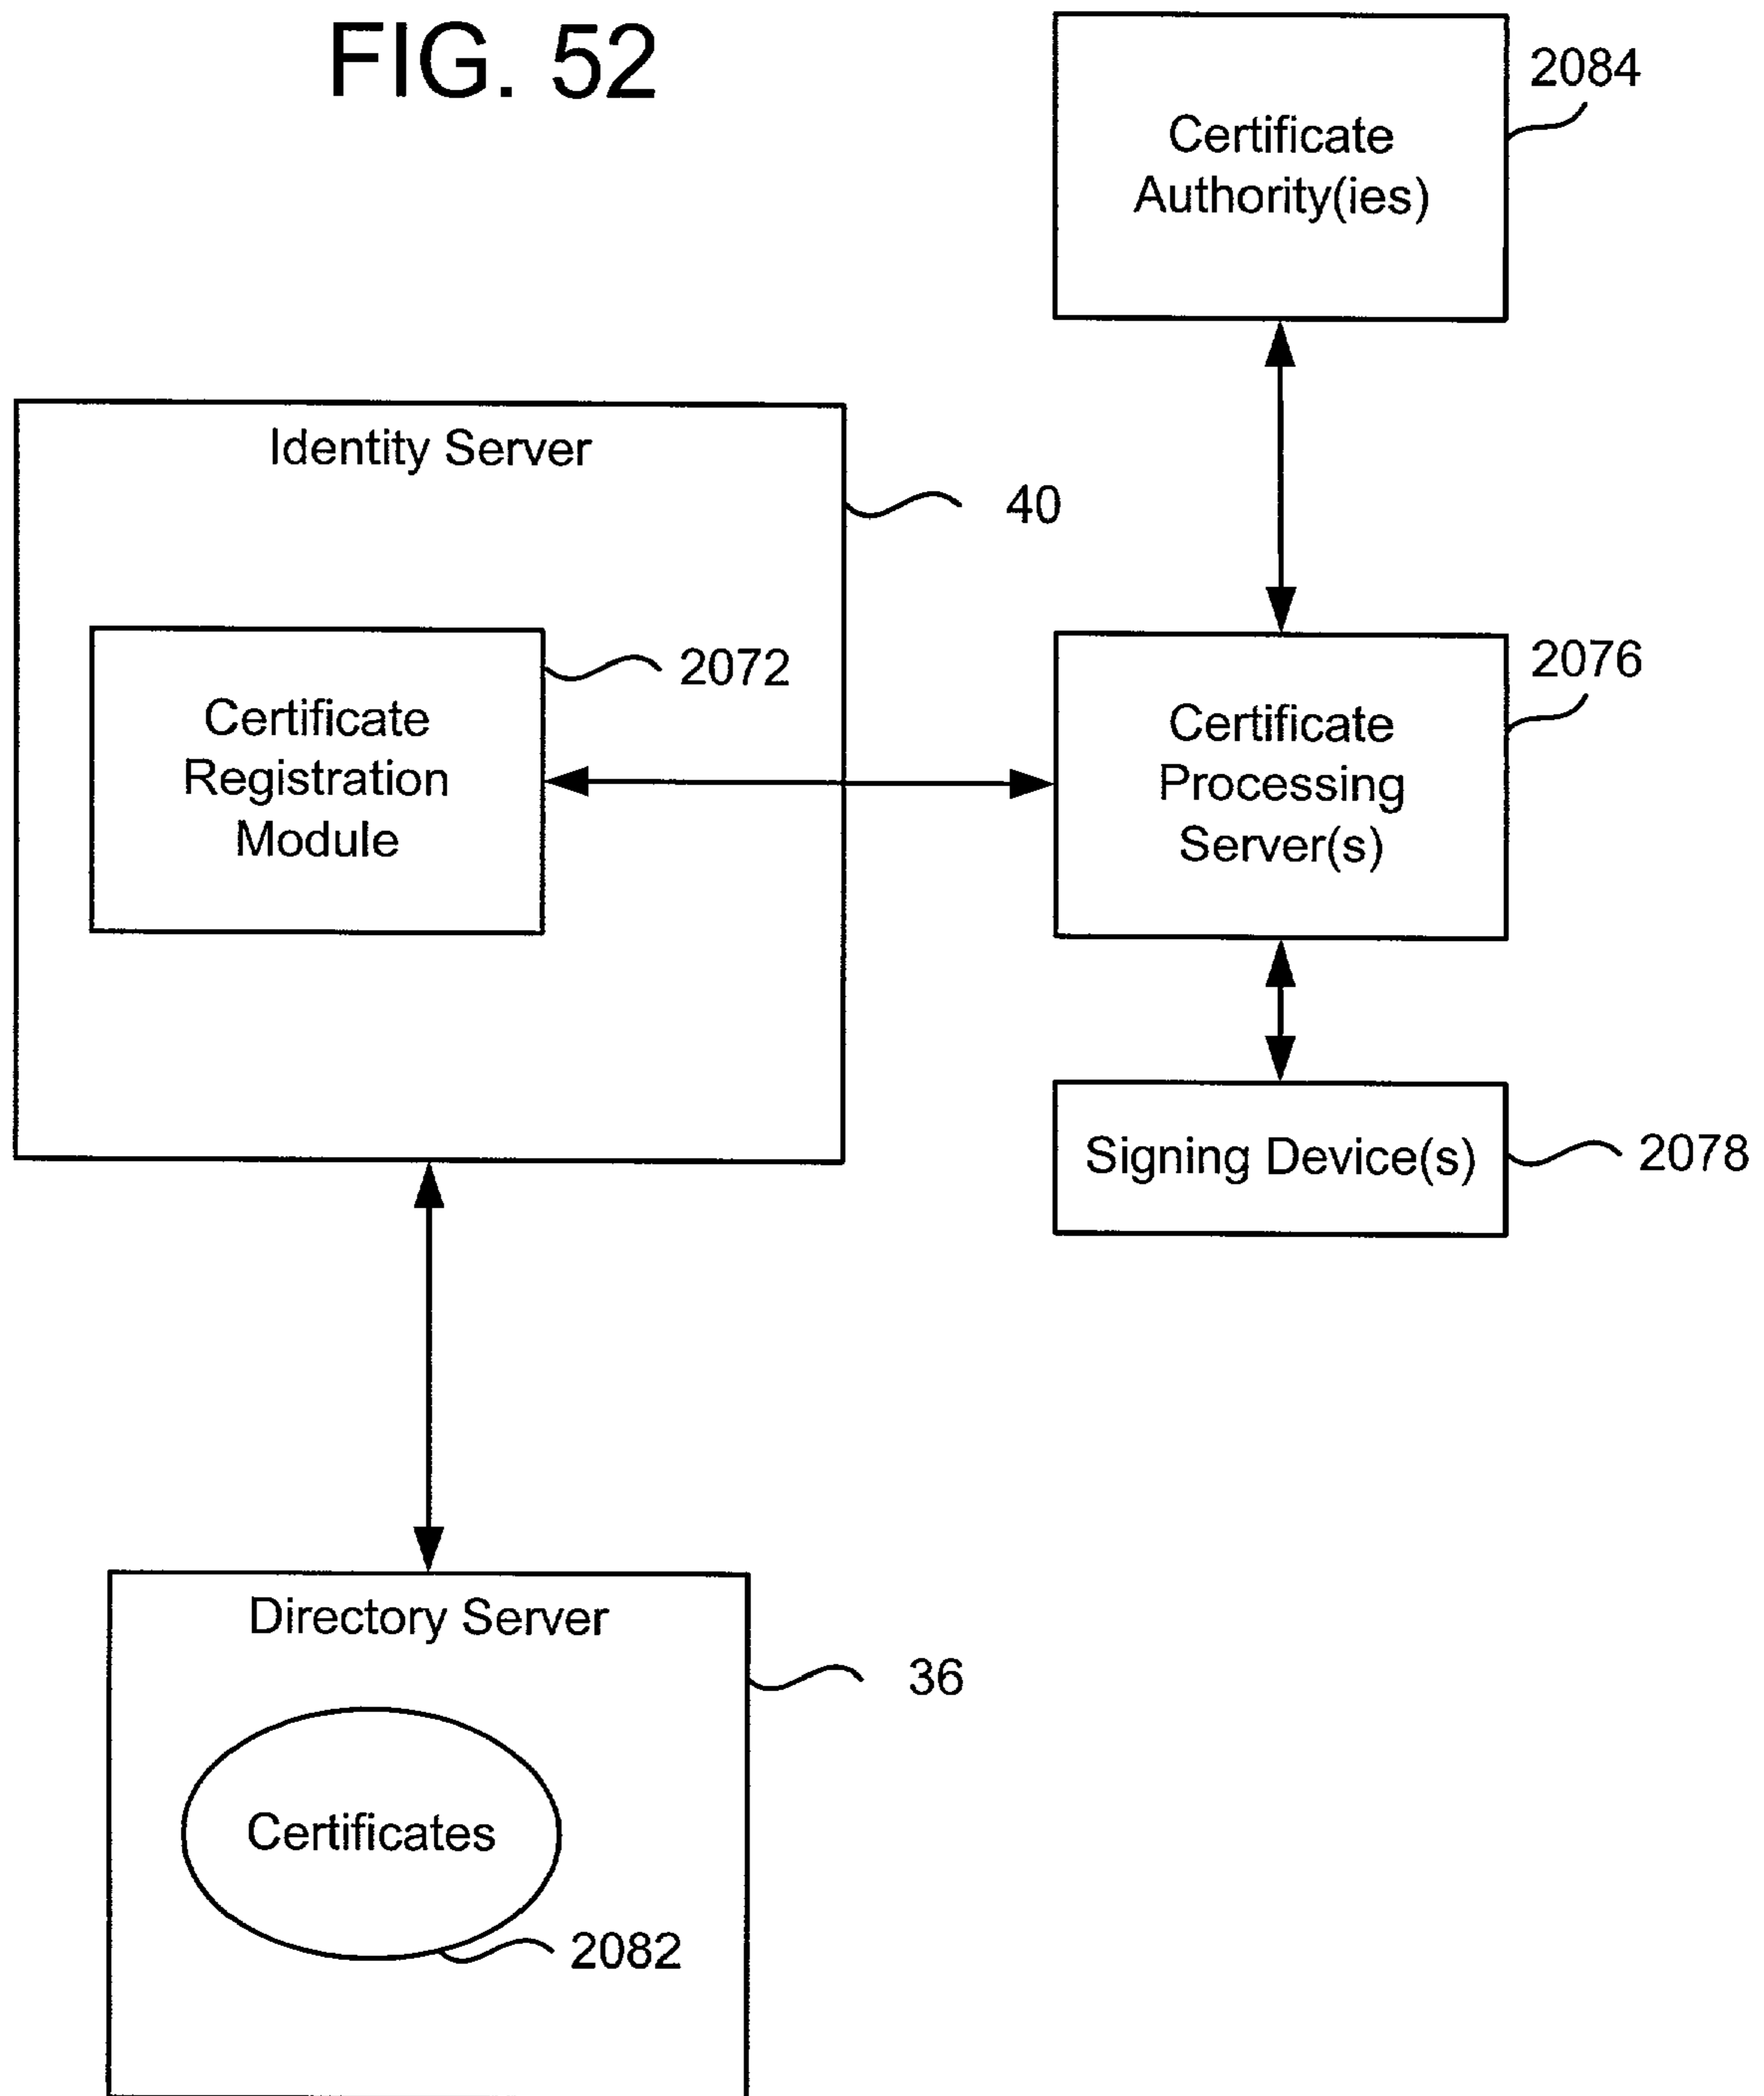 FIG. 52
2084
Certificate
Authority(ies)
Identity Server
40
2072
Certificate
Registration
Module
2076
Certificate
Processing
Server(s)
Signing Device(s)
2078
Directory Server
36
Certificates
2082